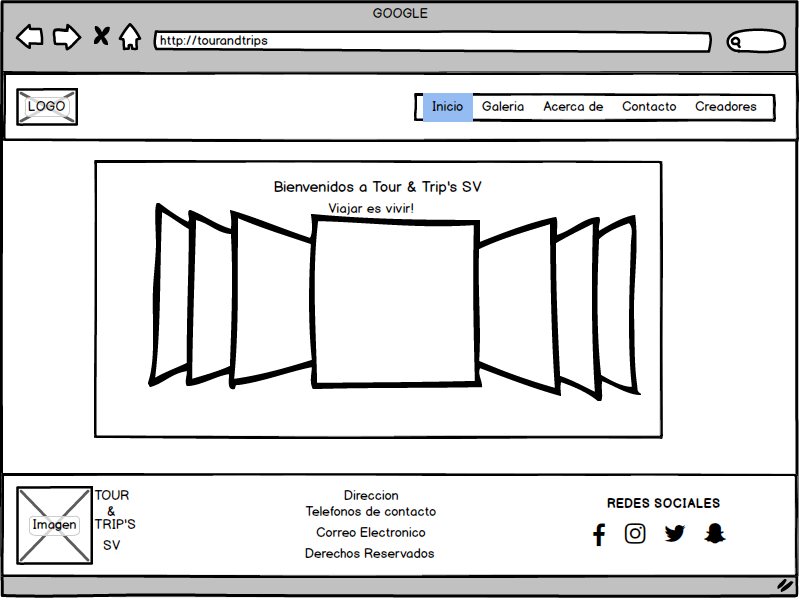 GOOGLE
http://tourandtrips
LOGO
Inicio Galeria Acerca de Contacto Creadores
Bienvenidos a Tour & Trip's SV
Viajar es vivir!
Imagen
TOUR
&
TRIP'S
SV
Direccion
Telefonos de contacto
Correo Electronico
Derechos Reservados
REDES SOCIALES